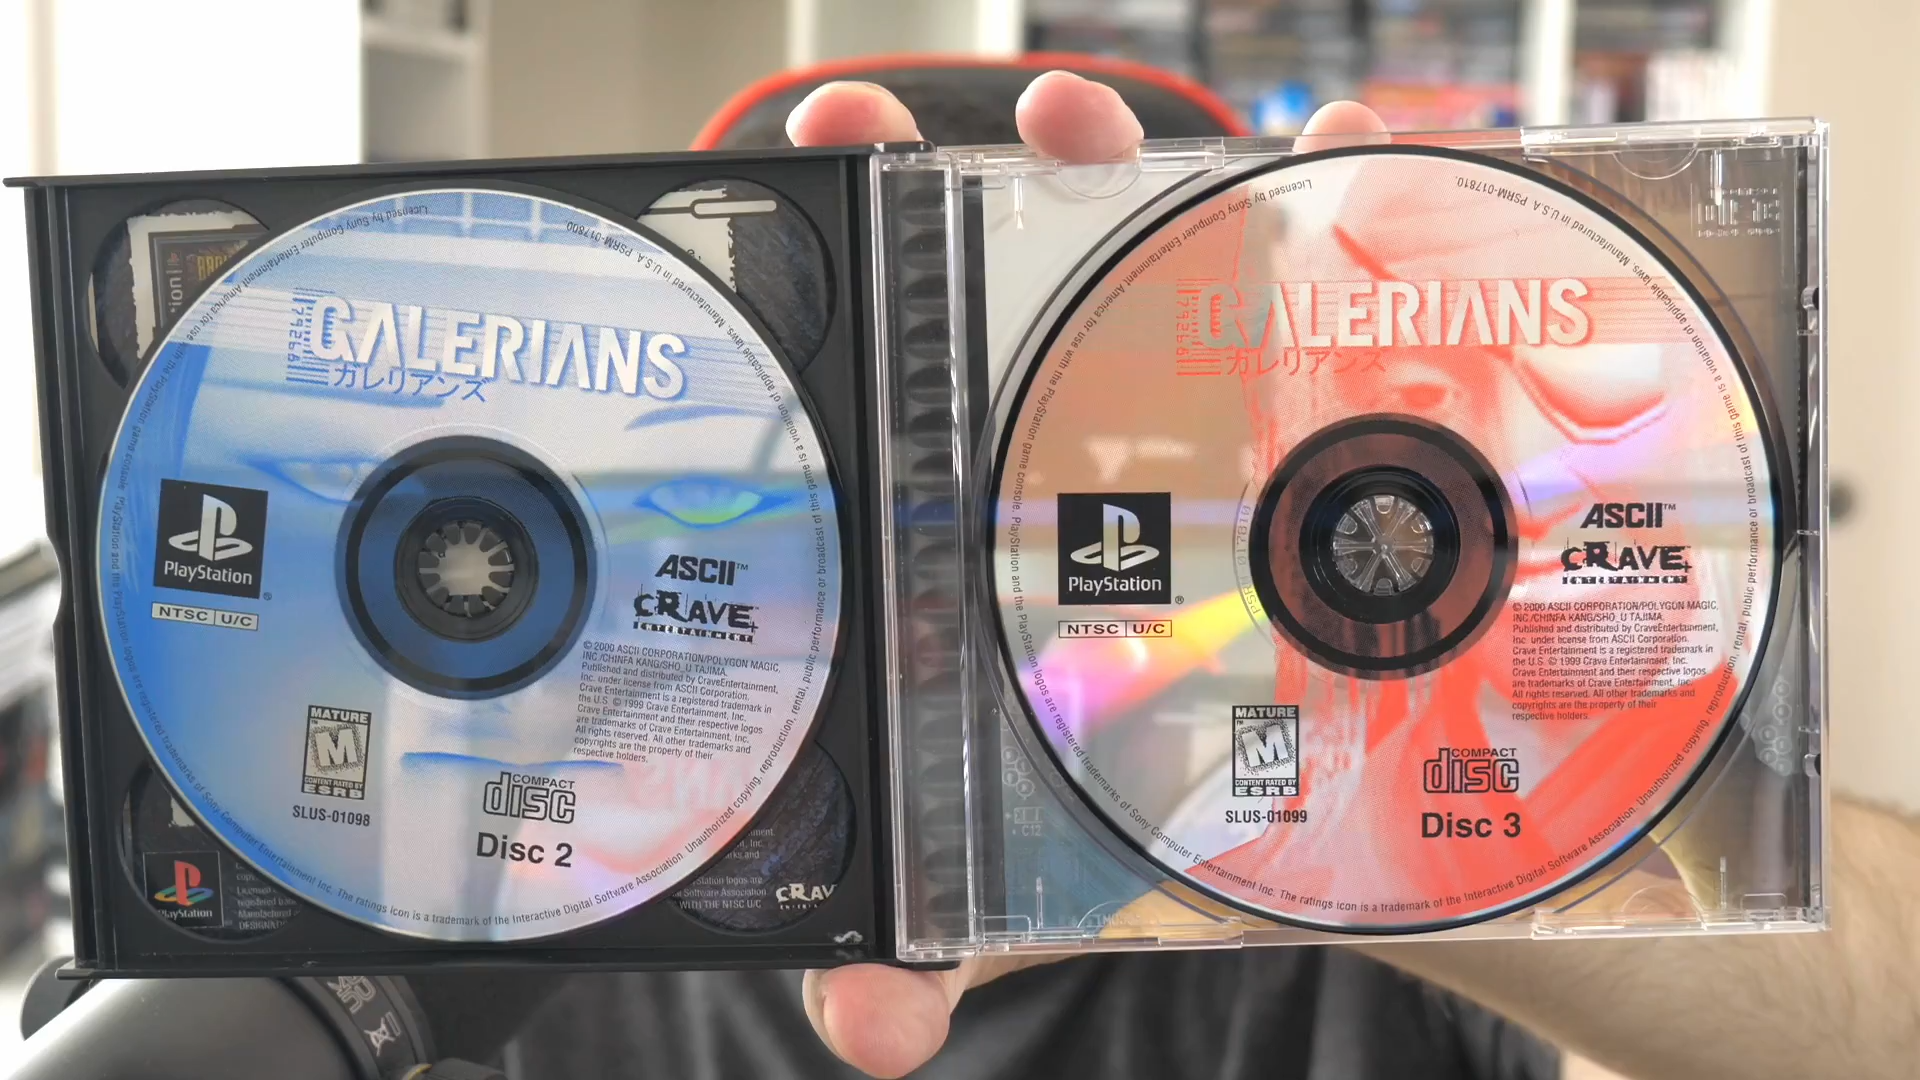 Licensed by Sony Computer Entertainment America for use with the PlayStation game console. PlayStation and the PlayStation logos are registered trademarks of Sony Computer Entertainment Inc. The ratings icon is a trademark of the Interactive Digital Software Association. Unauthorized copying, reproduction, rental, public performance or broadcast of this game is a violation of applicable laws. Manufactured in U.S.A. PSRM-017800
79266
GALERIANS
ガレリアンズ
PlayStation®
NTSC U/C
ASCII™
CRAVE
ENTERTAINMENT
© 2000 ASCII CORPORATION/POLYGON MAGIC,
INC./CHINFA KANG/SHO_U TAJIMA.
Published and distributed by CraveEntertainment,
Inc. under license from ASCII Corporation.
Crave Entertainment is a registered trademark in
the U.S. © 1999 Crave Entertainment, Inc.
Crave Entertainment and their respective logos
are trademarks of Crave Entertainment, Inc.
All rights reserved. All other trademarks and
copyrights are the property of their
respective holders.
MATURE
M
CONTENT RATED BY
ESRB
SLUS-01098
COMPACT
disc
Disc 2
PlayStation
CRAV
WITH THE NTSC U/C
Licensed by Sony Computer Entertainment America for use with the PlayStation game console. PlayStation and the PlayStation logos are registered trademarks of Sony Computer Entertainment Inc. The ratings icon is a trademark of the Interactive Digital Software Association. Unauthorized copying, reproduction, rental, public performance or broadcast of this game is a violation of applicable laws. Manufactured in U.S.A. PSRM-017810.
79266
GALERIANS
ガレリアンズ
PlayStation®
NTSC U/C
PSRM 017810
ASCII™
CRAVE
ENTERTAINMENT
© 2000 ASCII CORPORATION/POLYGON MAGIC,
INC./CHINFA KANG/SHO_U TAJIMA.
Published and distributed by CraveEntertainment,
Inc. under license from ASCII Corporation.
Crave Entertainment is a registered trademark in
the U.S. © 1999 Crave Entertainment, Inc.
Crave Entertainment and their respective logos
are trademarks of Crave Entertainment, Inc.
All rights reserved. All other trademarks and
copyrights are the property of their
respective holders.
MATURE
M
CONTENT RATED BY
ESRB
SLUS-01099
COMPACT
disc
Disc 3
C12